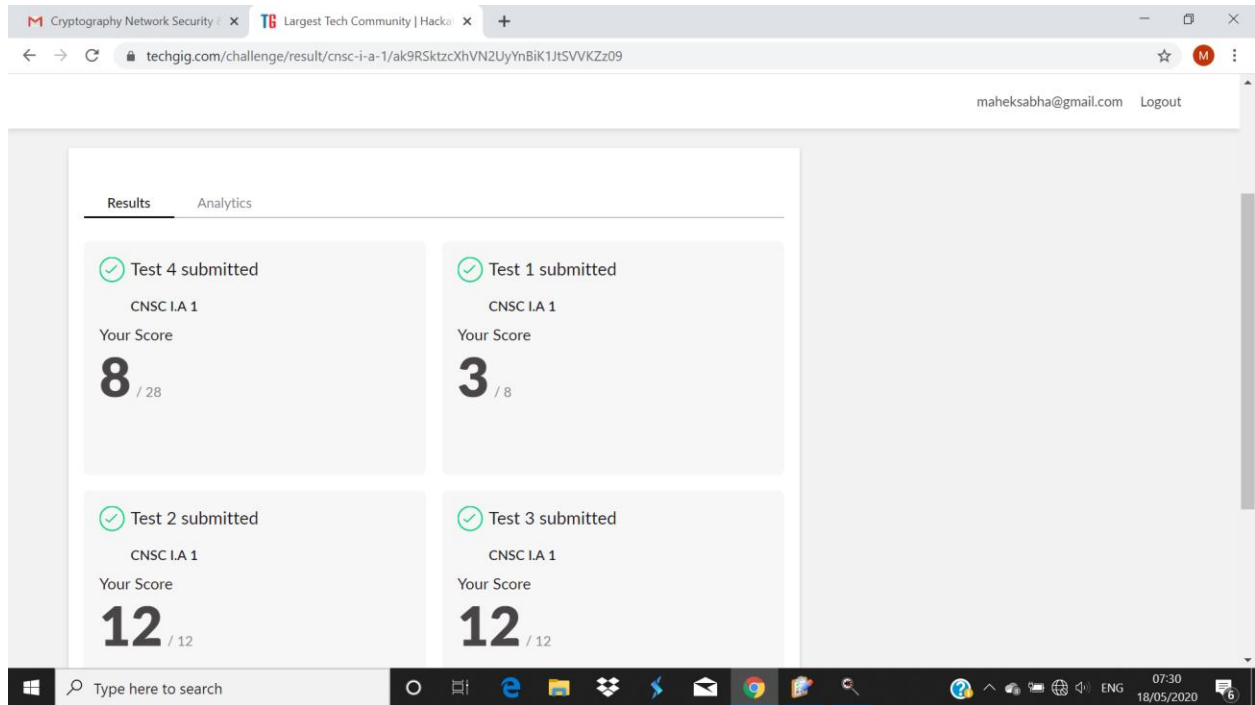 Cryptography Network Security &
TG Largest Tech Community | Hacka
techgig.com/challenge/result/cnsc-i-a-1/ak9RSktzcXhVN2UyYnBiK1JtSVVKZz09
M
maheksabha@gmail.com Logout
Results Analytics
Test 4 submitted
CNSC I.A 1
Your Score
8 / 28
Test 1 submitted
CNSC I.A 1
Your Score
3 / 8
Test 2 submitted
CNSC I.A 1
Your Score
12 / 12
Test 3 submitted
CNSC I.A 1
Your Score
12 / 12
Type here to search
ENG
07:30
18/05/2020
6